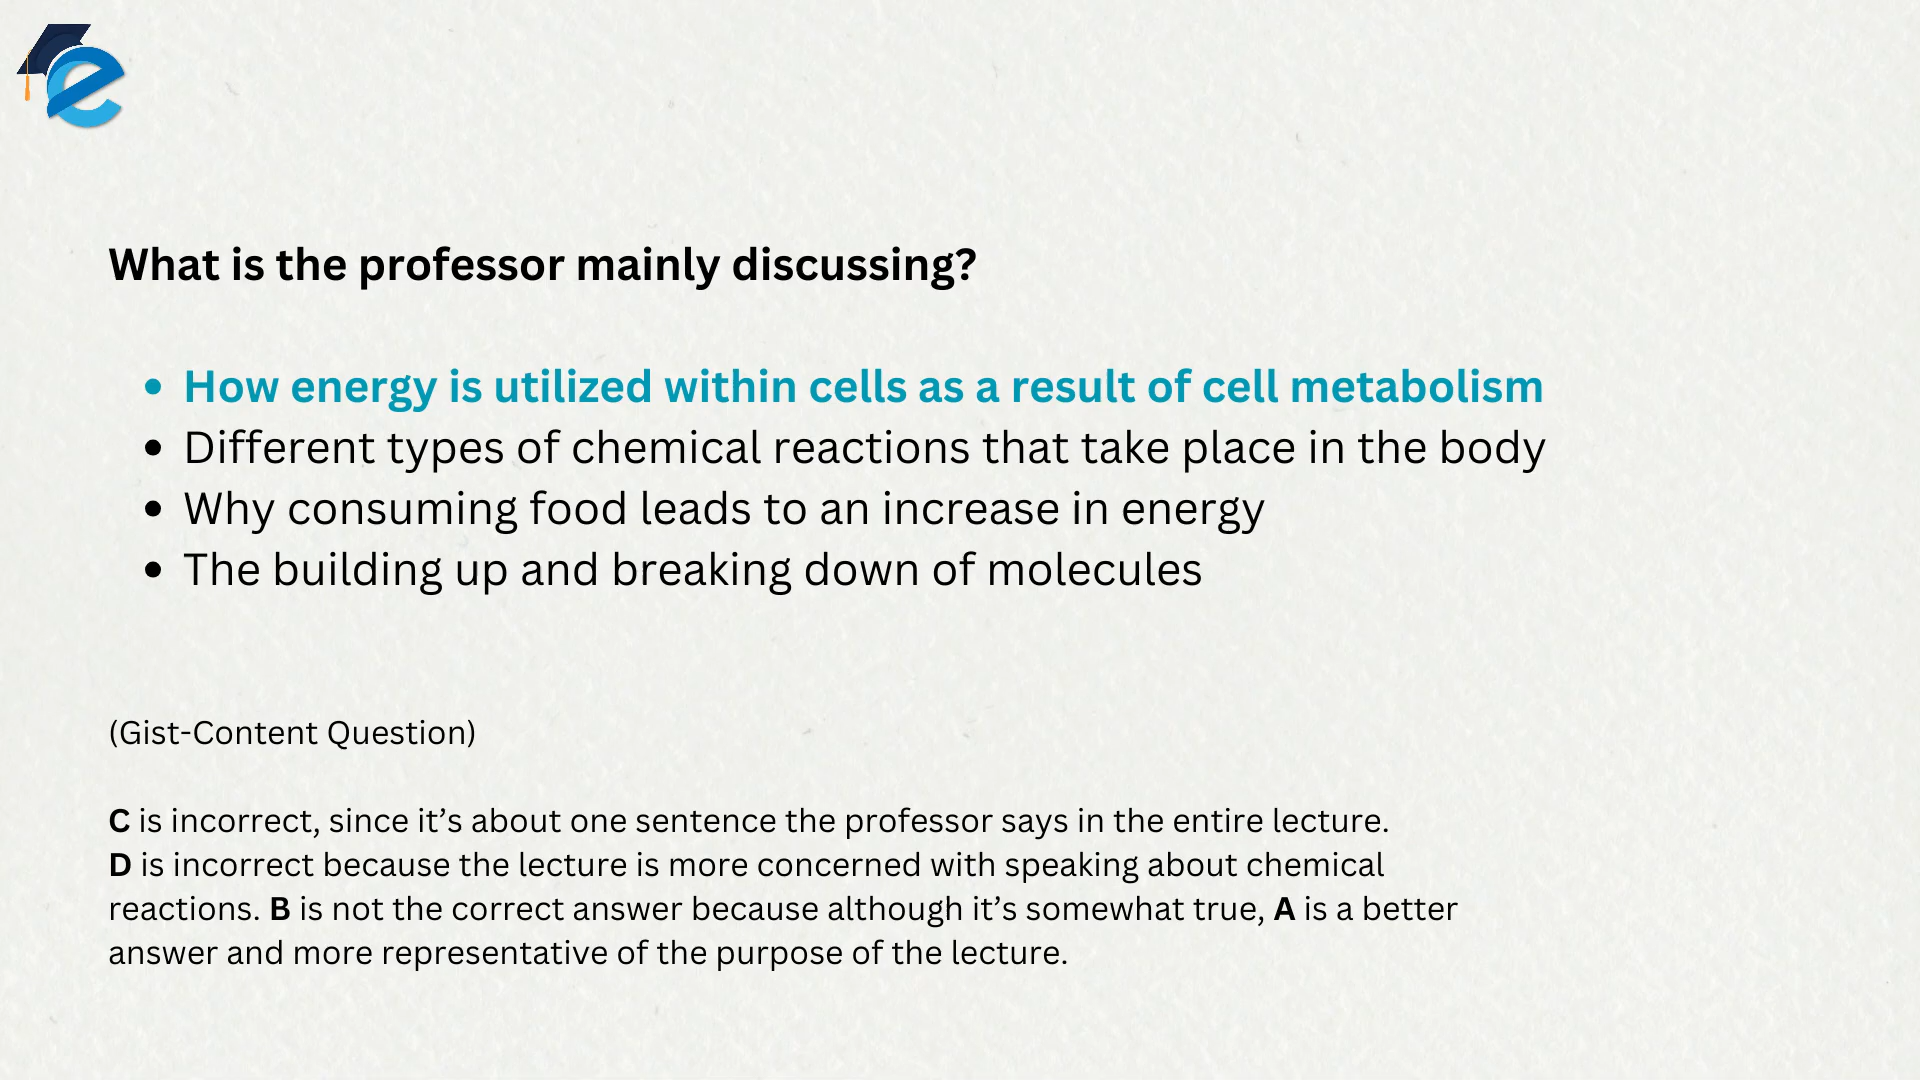 What is the professor mainly discussing?
• How energy is utilized within cells as a result of cell metabolism
• Different types of chemical reactions that take place in the body
• Why consuming food leads to an increase in energy
• The building up and breaking down of molecules
(Gist-Content Question)
C is incorrect, since it’s about one sentence the professor says in the entire lecture.
D is incorrect because the lecture is more concerned with speaking about chemical
reactions. B is not the correct answer because although it’s somewhat true, A is a better
answer and more representative of the purpose of the lecture.